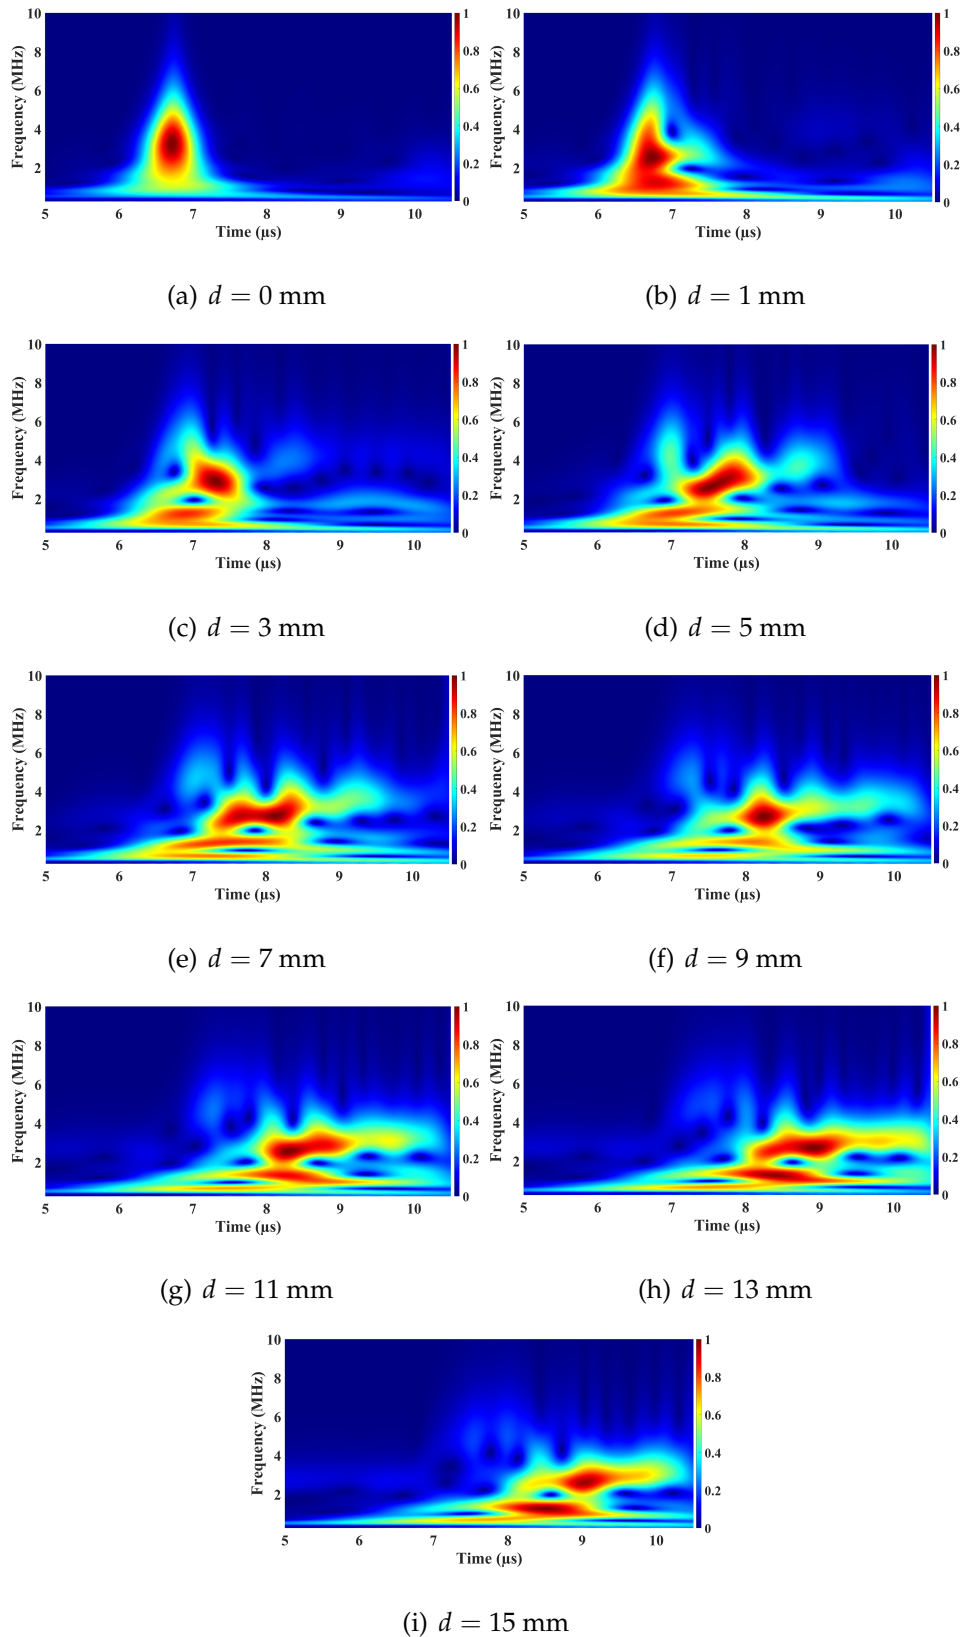 10 8 6 4 2
Frequency (MHz)
5 6 7 8 9 10
Time (µs)
1 0.8 0.6 0.4 0.2 0
(a) d = 0 mm
10 8 6 4 2
Frequency (MHz)
5 6 7 8 9 10
Time (µs)
1 0.8 0.6 0.4 0.2 0
(b) d = 1 mm
10 8 6 4 2
Frequency (MHz)
5 6 7 8 9 10
Time (µs)
1 0.8 0.6 0.4 0.2 0
(c) d = 3 mm
10 8 6 4 2
Frequency (MHz)
5 6 7 8 9 10
Time (µs)
1 0.8 0.6 0.4 0.2 0
(d) d = 5 mm
10 8 6 4 2
Frequency (MHz)
5 6 7 8 9 10
Time (µs)
1 0.8 0.6 0.4 0.2 0
(e) d = 7 mm
10 8 6 4 2
Frequency (MHz)
5 6 7 8 9 10
Time (µs)
1 0.8 0.6 0.4 0.2 0
(f) d = 9 mm
10 8 6 4 2
Frequency (MHz)
5 6 7 8 9 10
Time (µs)
1 0.8 0.6 0.4 0.2 0
(g) d = 11 mm
10 8 6 4 2
Frequency (MHz)
5 6 7 8 9 10
Time (µs)
1 0.8 0.6 0.4 0.2 0
(h) d = 13 mm
10 8 6 4 2
Frequency (MHz)
5 6 7 8 9 10
Time (µs)
1 0.8 0.6 0.4 0.2 0
(i) d = 15 mm